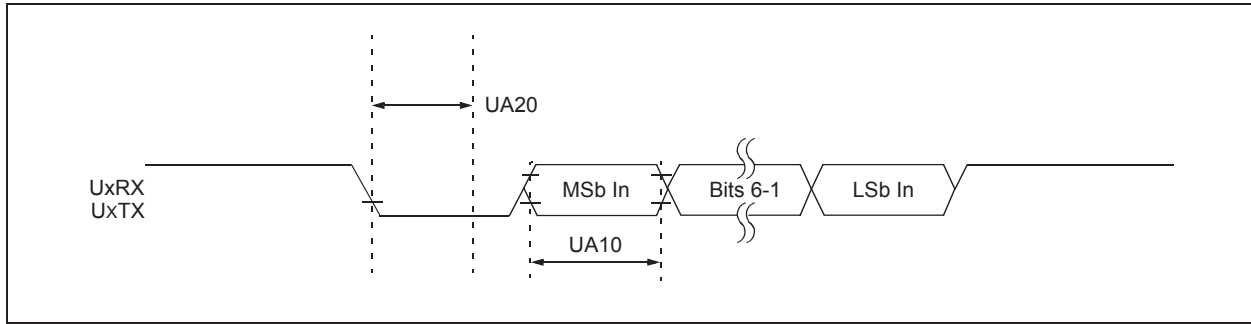 UA20
UxRX
UxTX
MSb In
Bits 6-1
LSb In
UA10